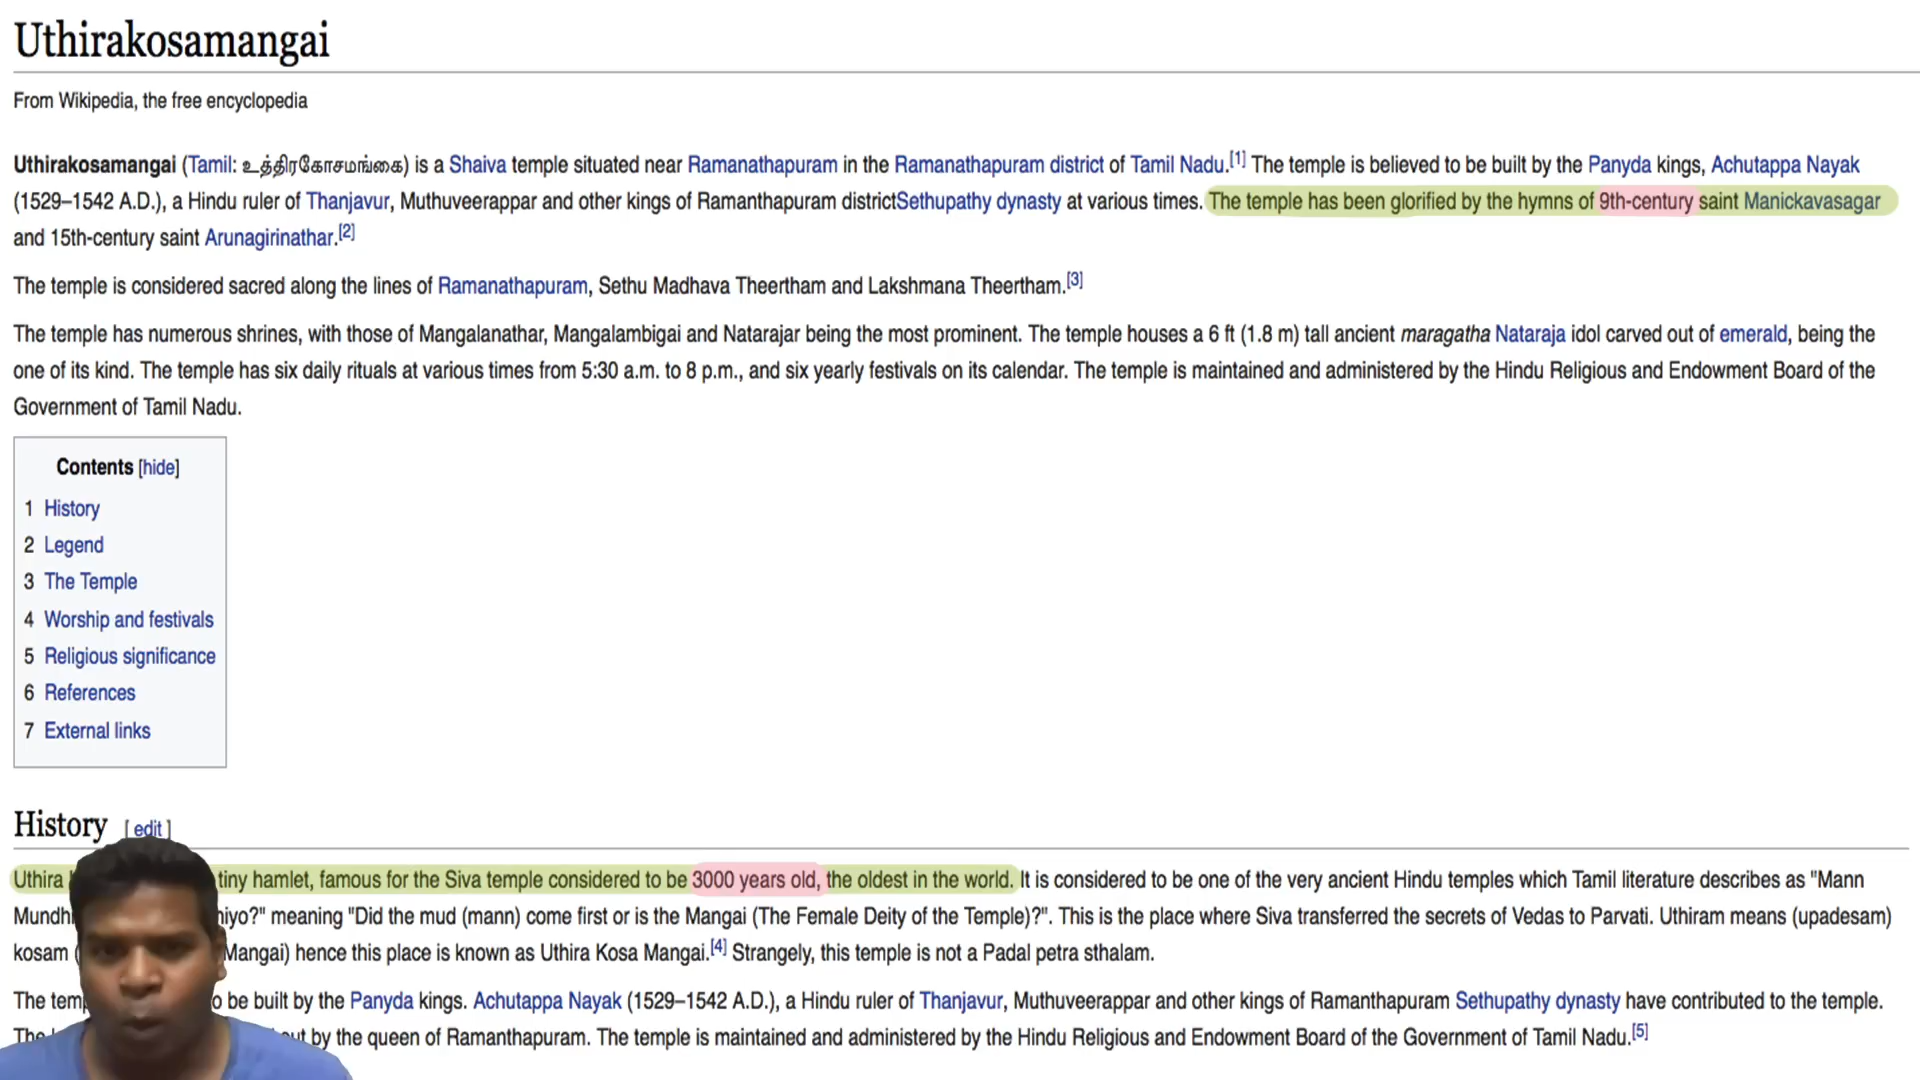 Uthirakosamangai
From Wikipedia, the free encyclopedia
Uthirakosamangai (Tamil: உத்திரகோசமங்கை) is a Shaiva temple situated near Ramanathapuram in the Ramanathapuram district of Tamil Nadu.[1] The temple is believed to be built by the Panyda kings, Achutappa Nayak
(1529–1542 A.D.), a Hindu ruler of Thanjavur, Muthuveerappar and other kings of Ramanthapuram districtSethupathy dynasty at various times. The temple has been glorified by the hymns of 9th-century saint Manickavasagar
and 15th-century saint Arunagirinathar.[2]
The temple is considered sacred along the lines of Ramanathapuram, Sethu Madhava Theertham and Lakshmana Theertham.[3]
The temple has numerous shrines, with those of Mangalanathar, Mangalambigai and Natarajar being the most prominent. The temple houses a 6 ft (1.8 m) tall ancient maragatha Nataraja idol carved out of emerald, being the
one of its kind. The temple has six daily rituals at various times from 5:30 a.m. to 8 p.m., and six yearly festivals on its calendar. The temple is maintained and administered by the Hindu Religious and Endowment Board of the
Government of Tamil Nadu.
Contents [hide]
1 History
2 Legend
3 The Temple
4 Worship and festivals
5 Religious significance
6 References
7 External links
History [ edit ]
Uthira tiny hamlet, famous for the Siva temple considered to be 3000 years old, the oldest in the world. It is considered to be one of the very ancient Hindu temples which Tamil literature describes as "Mann
meaning "Did the mud (mann) come first or is the Mangai (The Female Deity of the Temple)?". This is the place where Siva transferred the secrets of Vedas to Parvati. Uthiram means (upadesam)
kosam ( Mangai) hence this place is known as Uthira Kosa Mangai.[4] Strangely, this temple is not a Padal petra sthalam.
The be built by the Panyda kings. Achutappa Nayak (1529–1542 A.D.), a Hindu ruler of Thanjavur, Muthuveerappar and other kings of Ramanthapuram Sethupathy dynasty have contributed to the temple.
The by the queen of Ramanthapuram. The temple is maintained and administered by the Hindu Religious and Endowment Board of the Government of Tamil Nadu.[5]